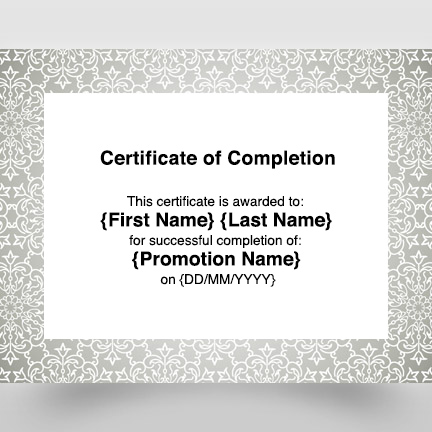 Certificate of Completion
This certificate is awarded to:
{First Name} {Last Name}
for successful completion of:
{Promotion Name}
on {DD/MM/YYYY}